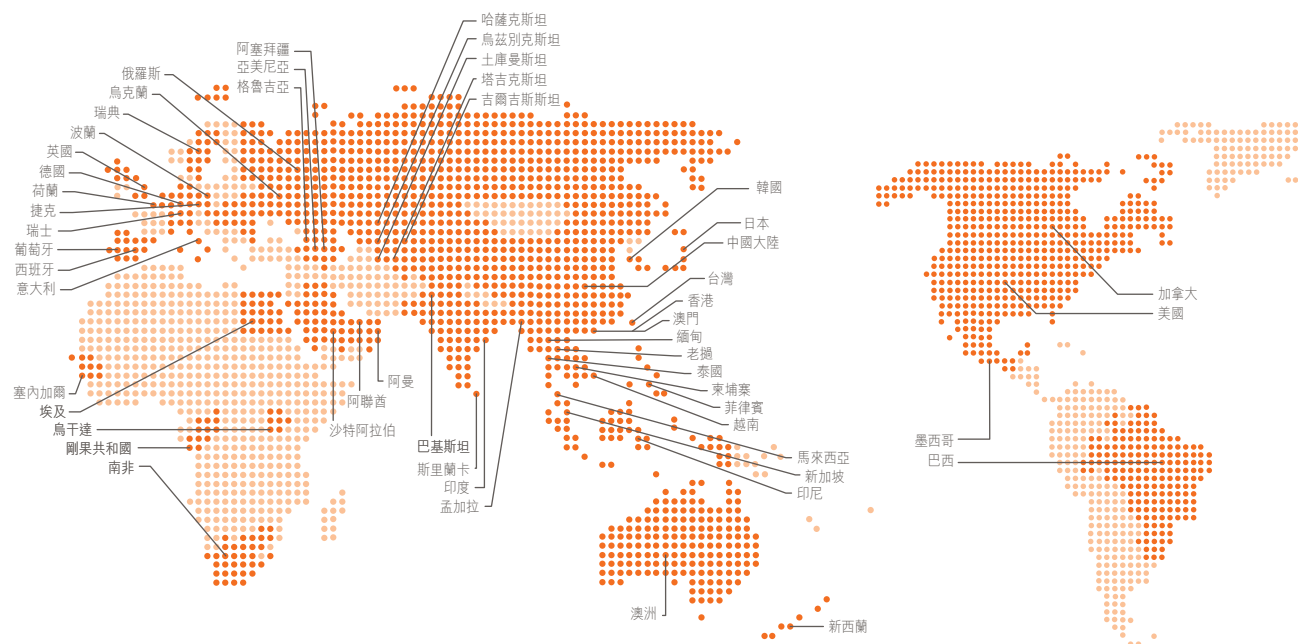 哈薩克斯坦
烏茲別克斯坦
土庫曼斯坦
塔吉克斯坦
吉爾吉斯斯坦
阿塞拜疆
亞美尼亞
格魯吉亞
俄羅斯
烏克蘭
瑞典
波蘭
英國
德國
荷蘭
捷克
瑞士
葡萄牙
西班牙
意大利
韓國
日本
中國大陸
台灣
香港
澳門
緬甸
老撾
泰國
柬埔寨
菲律賓
越南
馬來西亞
新加坡
印尼
塞內加爾
埃及
烏干達
剛果共和國
南非
阿曼
阿聯酋
沙特阿拉伯
巴基斯坦
斯里蘭卡
印度
孟加拉
澳洲
新西蘭
加拿大
美國
墨西哥
巴西